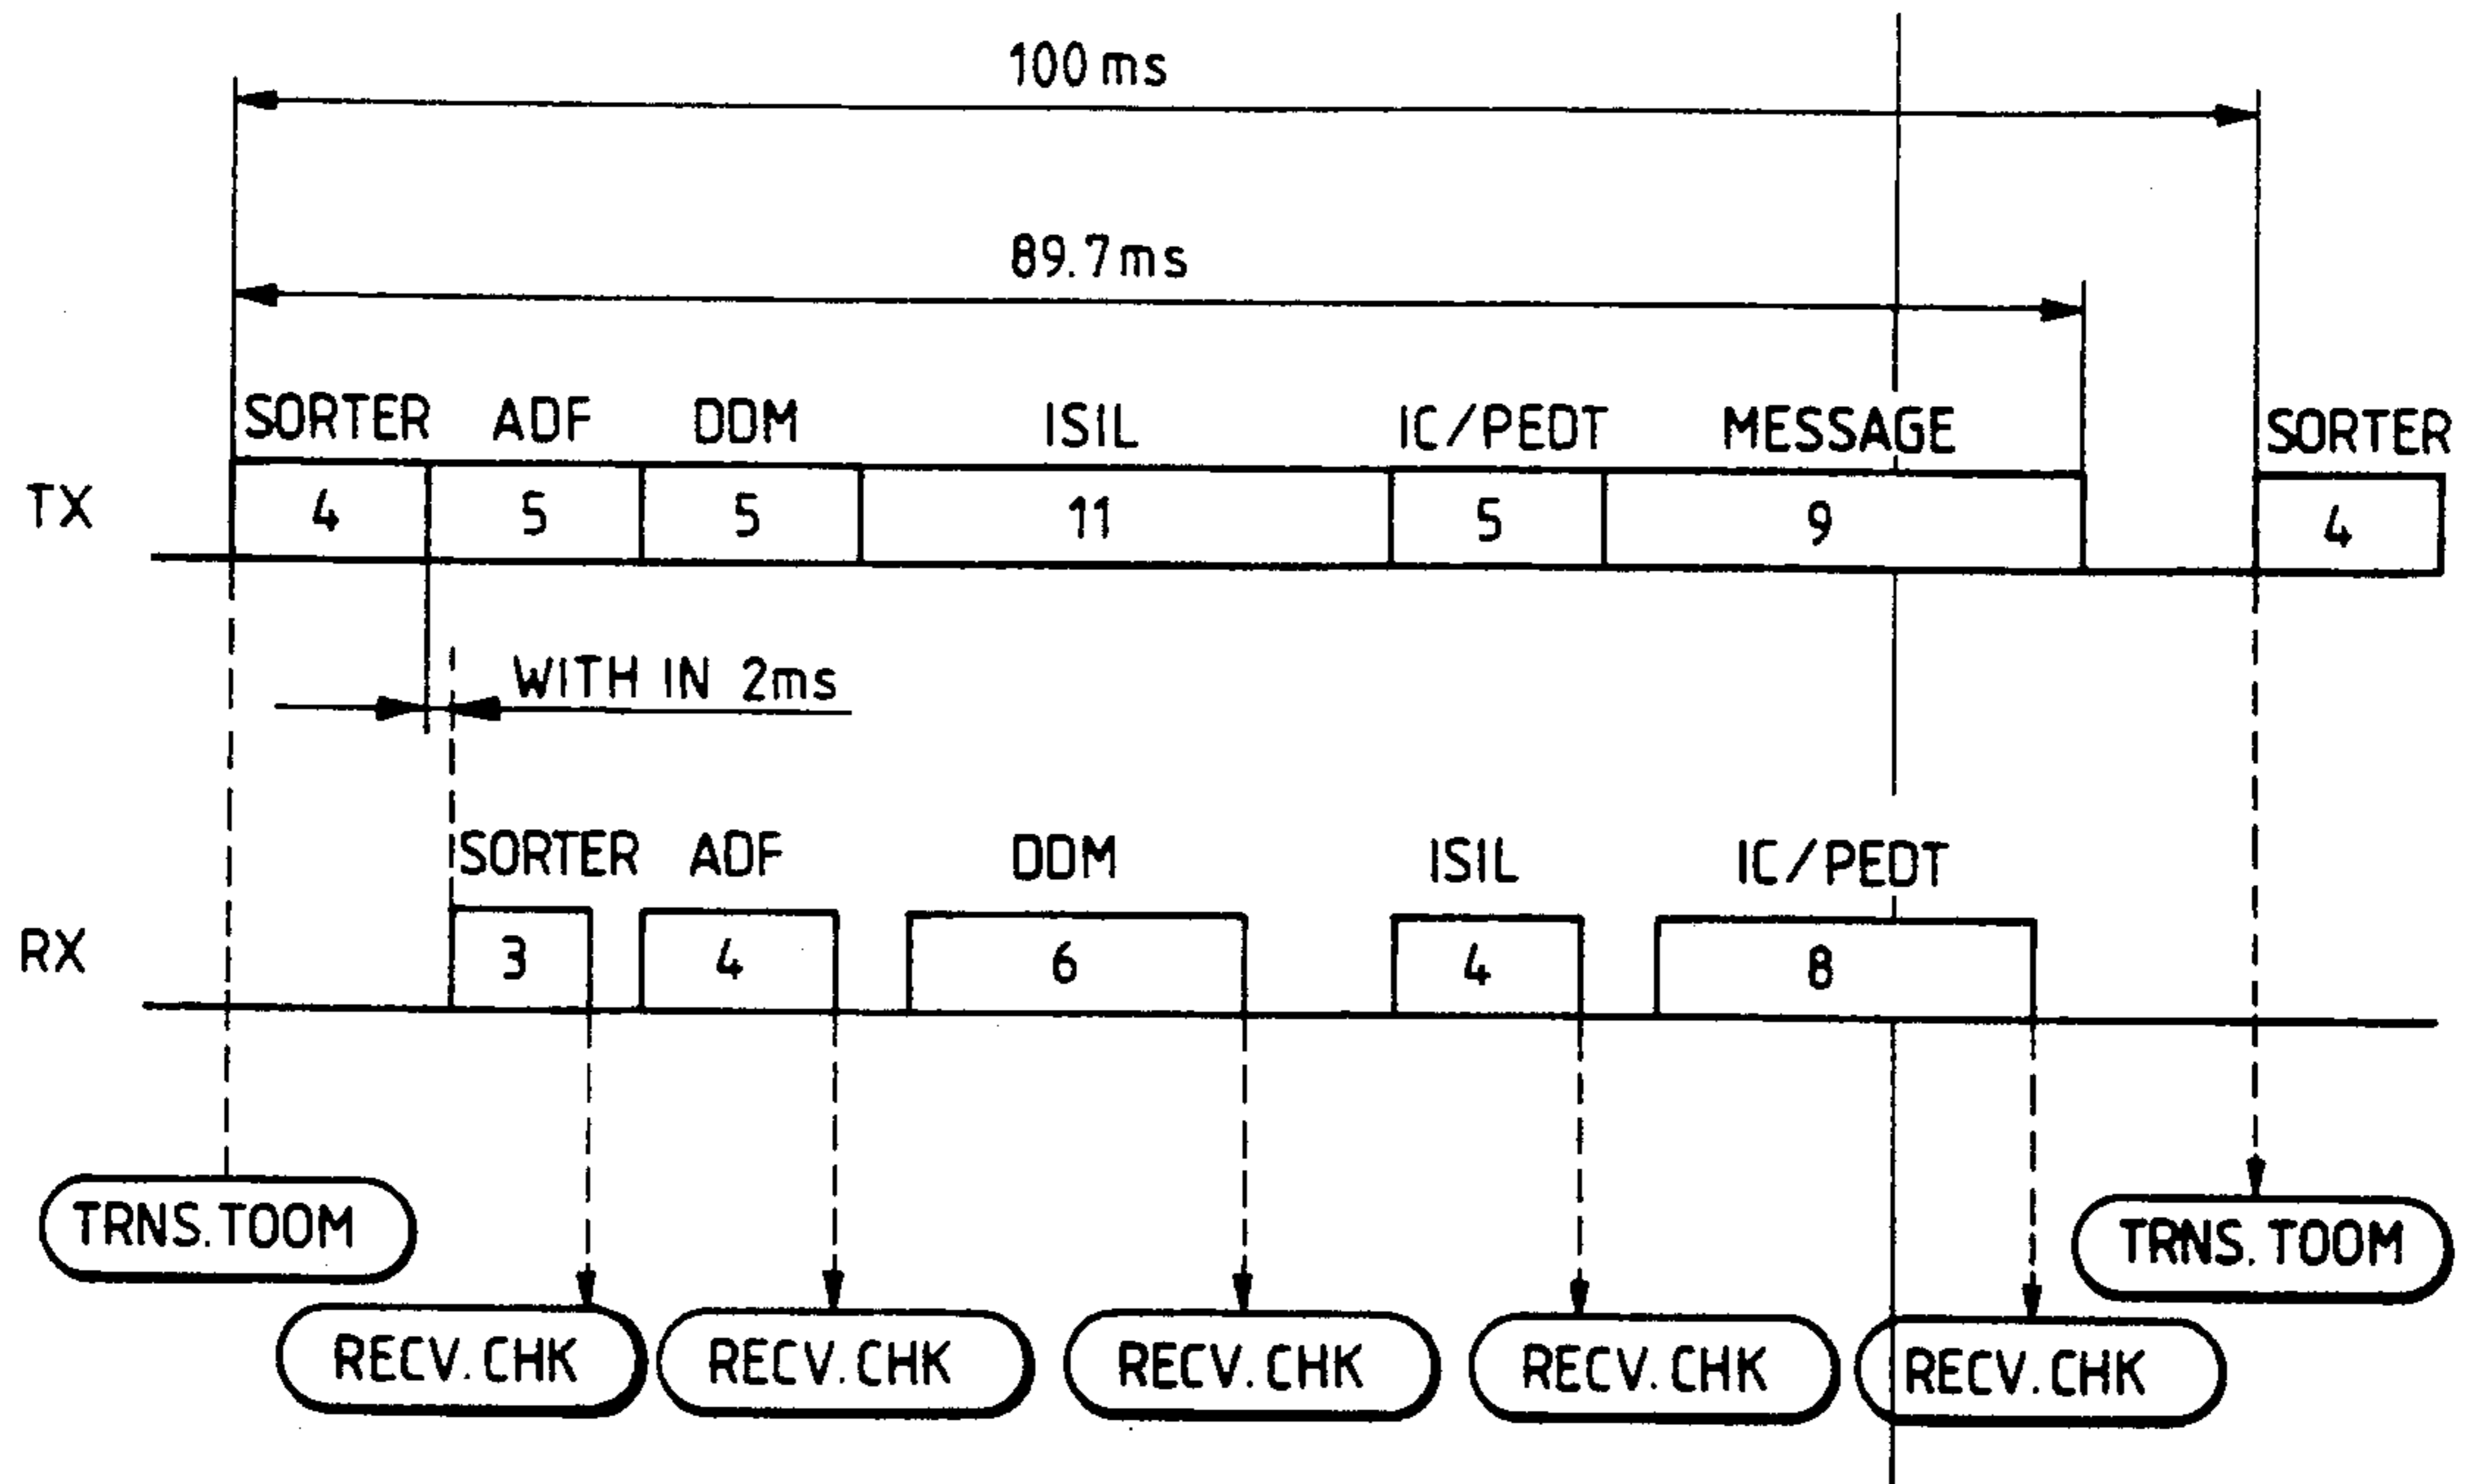 100 ms
89.7ms
SORTER ADF DDM ISIL IC/PEDT MESSAGE SORTER
TX 4 5 5 11 5 9 4
WITH IN 2ms
SORTER ADF DDM ISIL IC/PEDT
RX 3 4 6 4 8
TRNS.TOOM TRNS. TOOM
RECV. CHK RECV. CHK RECV. CHK RECV. CHK RECV. CHK